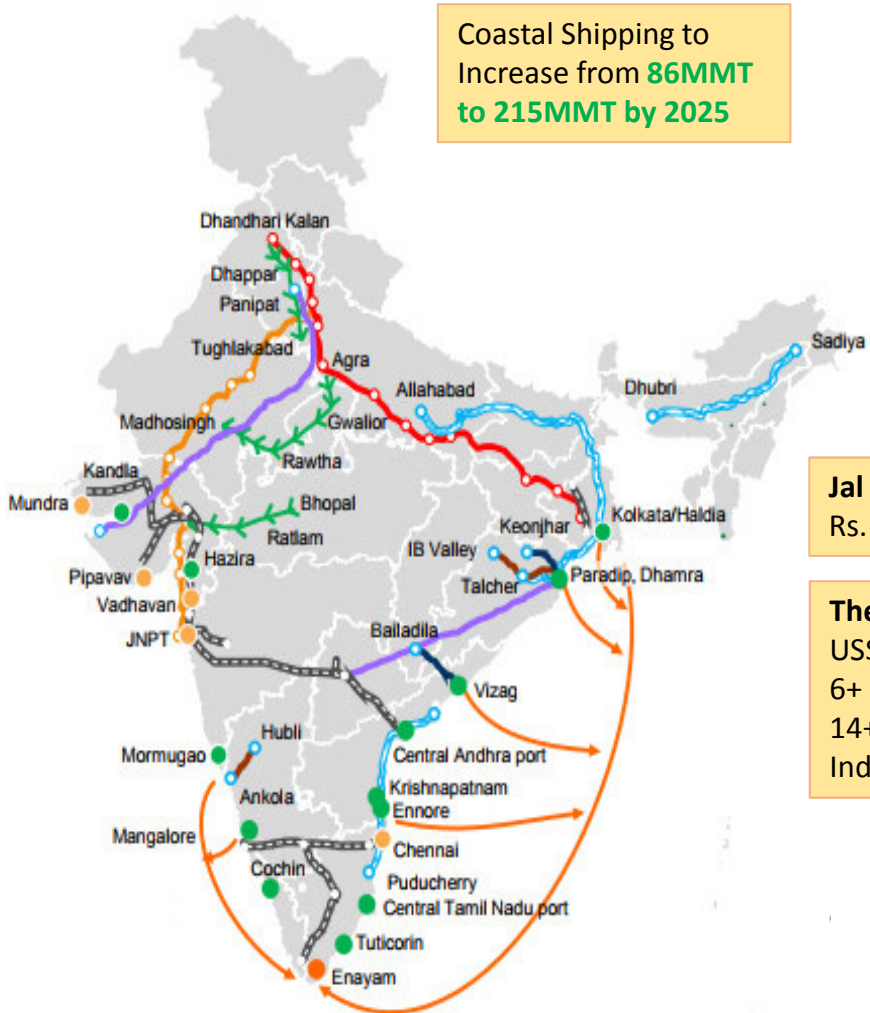 Coastal Shipping to
Increase from 86MMT
to 215MMT by 2025
Dhandhari Kalan
Dhappar
Panipat
Tughlakabad
Agra
Sadiya
Allahabad
Dhubri
Madhosingh
Gwalior
Rawtha
Kandla
Mundra
Bhopal
Ratlam
Kolkata/Haldia
Keonjhar
IB Valley
Hazira
Pipavav
Talcher
Paradip, Dhamra
Vadhavan
JNPT
Bailadila
Vizag
Hubli
Mormugao
Central Andhra port
Ankola
Krishnapatnam
Ennore
Mangalore
Chennai
Cochin
Puducherry
Central Tamil Nadu port
Tuticorin
Enayam
Jal
Rs.
The
US$
6+
14+
Ind